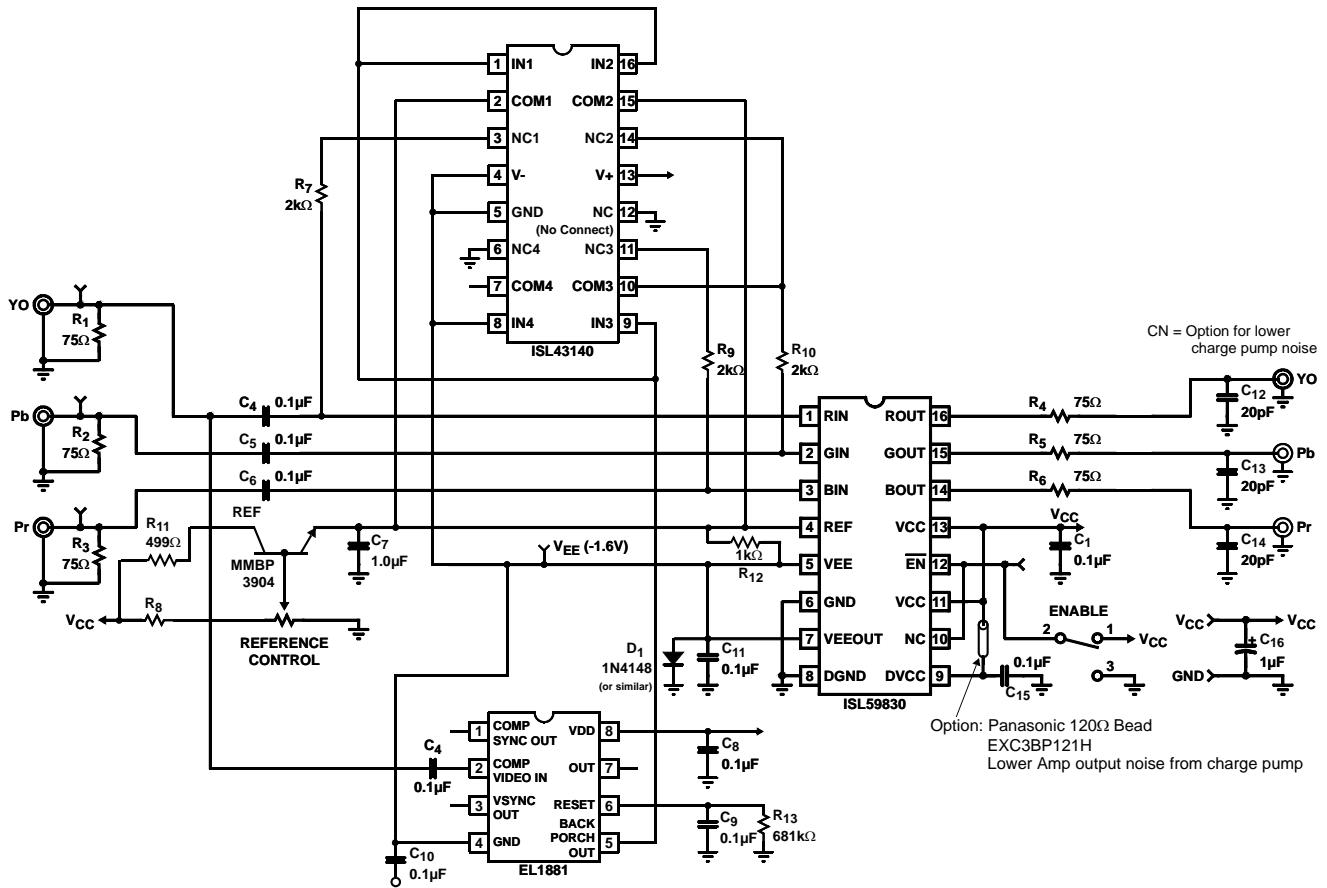 1 IN1 IN2 16
2 COM1 COM2 15
3 NC1 NC2 14
4 V- V+ 13
5 GND NC 12
(No Connect)
6 NC4 NC3 11
7 COM4 COM3 10
8 IN4 IN3 9
ISL43140
R7
2kΩ
YO
R1
75Ω
Pb
R2
75Ω
Pr
R3
75Ω
C4 0.1µF
C5 0.1µF
C6 0.1µF
REF
R11
499Ω
MMBP
3904
R8
VCC
REFERENCE
CONTROL
C7
1.0µF
VEE (-1.6V)
R9
2kΩ
R10
2kΩ
1kΩ
R12
D1
1N4148
(or similar)
C11
0.1µF
1 RIN ROUT 16
2 GIN GOUT 15
3 BIN BOUT 14
4 REF VCC 13
5 VEE EN 12
6 GND VCC 11
7 VEEOUT NC 10
8 DGND DVCC 9
ISL59830
R4 75Ω
R5 75Ω
R6 75Ω
CN = Option for lower
charge pump noise
C12
20pF
YO
C13
20pF
Pb
C14
20pF
Pr
VCC
C1
0.1µF
ENABLE
2 1 VCC
3
0.1µF
C15
VCC VCC
+ C16
1µF
GND
Option: Panasonic 120Ω Bead
EXC3BP121H
Lower Amp output noise from charge pump
1 COMP
SYNC OUT
VDD 8
2 COMP
VIDEO IN
OUT 7
3 VSYNC
OUT
RESET 6
4 GND
BACK
PORCH
OUT 5
EL1881
C4
0.1µF
C8
0.1µF
C9
0.1µF
R13
681kΩ
C10
0.1µF